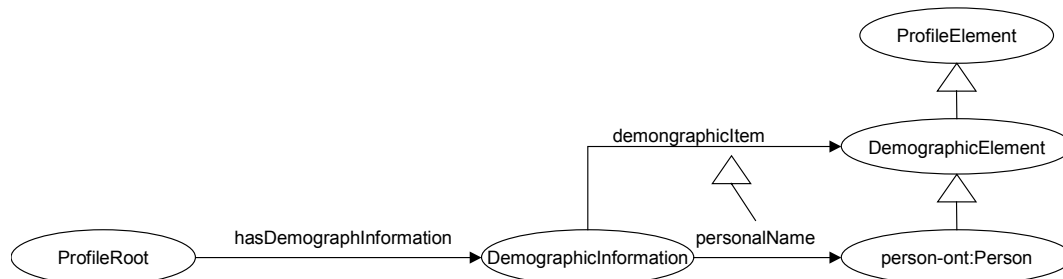 ProfileElement
demongraphicItem
DemographicElement
hasDemographInformation
personalName
ProfileRoot
DemographicInformation
person-ont:Person